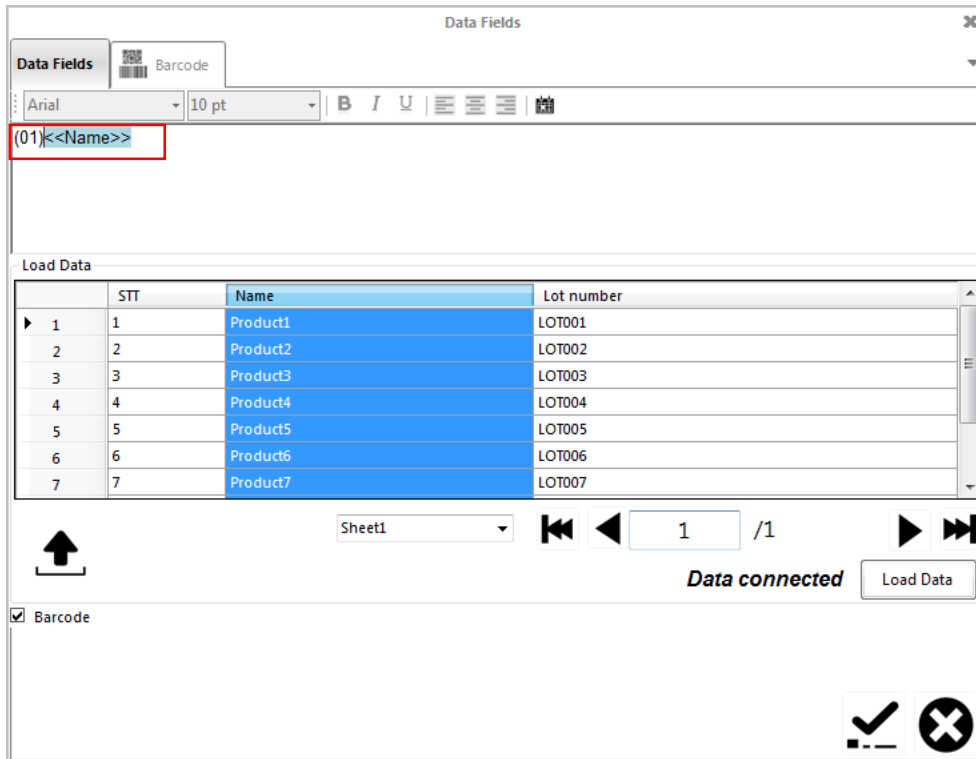 Data Fields
Data Fields Barcode
Arial 10 pt B I U
(01)<<Name>>
Load Data
STT Name Lot number
1 1 Product1 LOT001
2 2 Product2 LOT002
3 3 Product3 LOT003
4 4 Product4 LOT004
5 5 Product5 LOT005
6 6 Product6 LOT006
7 7 Product7 LOT007
Sheet1 1 /1
Data connected Load Data
Barcode